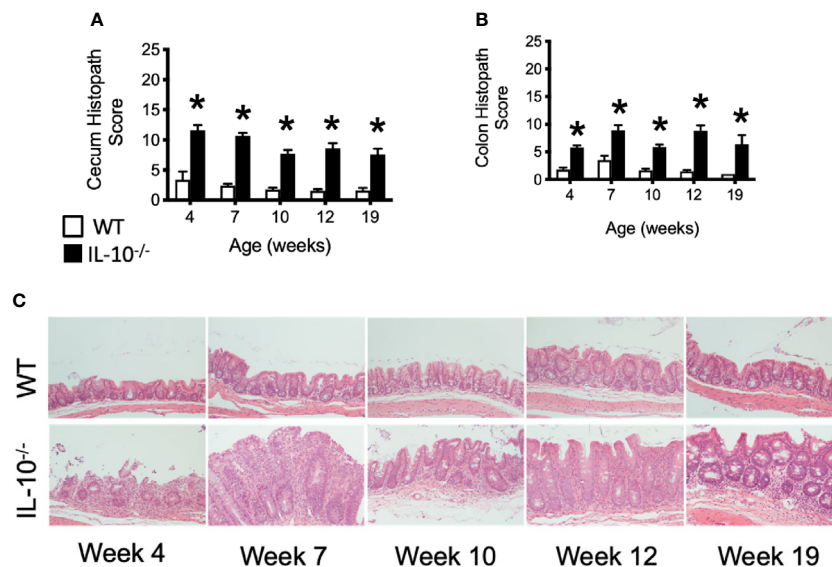 A
Cecum Histopath
Score
25
20
15
10
5
0
4 7 10 12 19
Age (weeks)
* * * * *
WT
IL-10-/-
B
Colon Histopath
Score
25
20
15
10
5
0
4 7 10 12 19
Age (weeks)
* * * * *
C
WT
IL-10-/-
Week 4 Week 7 Week 10 Week 12 Week 19